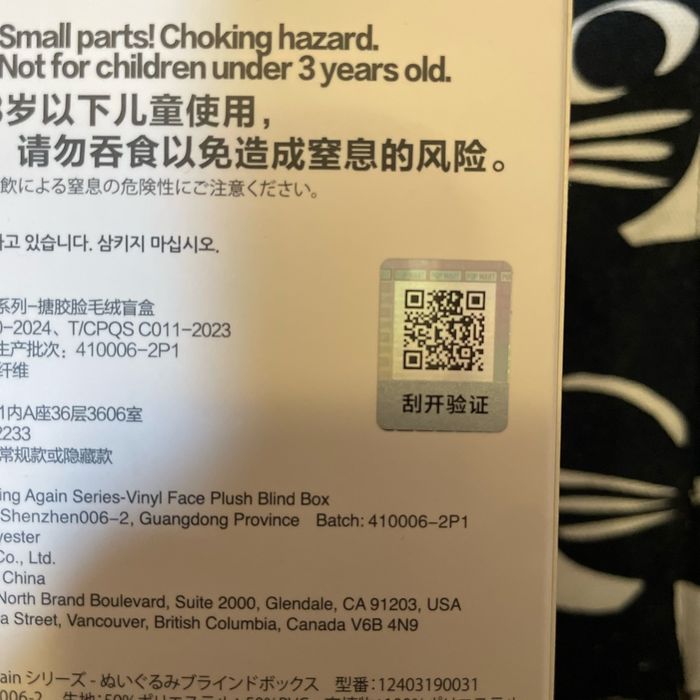 Small parts! Choking hazard.
Not for children under 3 years old.
3岁以下儿童使用，
请勿吞食以免造成窒息的风险。
飲による窒息の危険性にご注意ください。
하고 있습니다. 삼키지 마십시오.
系列-搪胶脸毛绒盲盒
0-2024、T/CPQS C011-2023
生产批次：410006-2P1
纤维
1内A座36层3606室
2233
常规款或隐藏款
POP MART POP MART
刮开验证
ing Again Series-Vinyl Face Plush Blind Box
Shenzhen006-2, Guangdong Province Batch: 410006-2P1
yester
Co., Ltd.
China
North Brand Boulevard, Suite 2000, Glendale, CA 91203, USA
a Street, Vancouver, British Columbia, Canada V6B 4N9
ain シリーズ - ぬいぐるみブラインドボックス 型番：12403190031